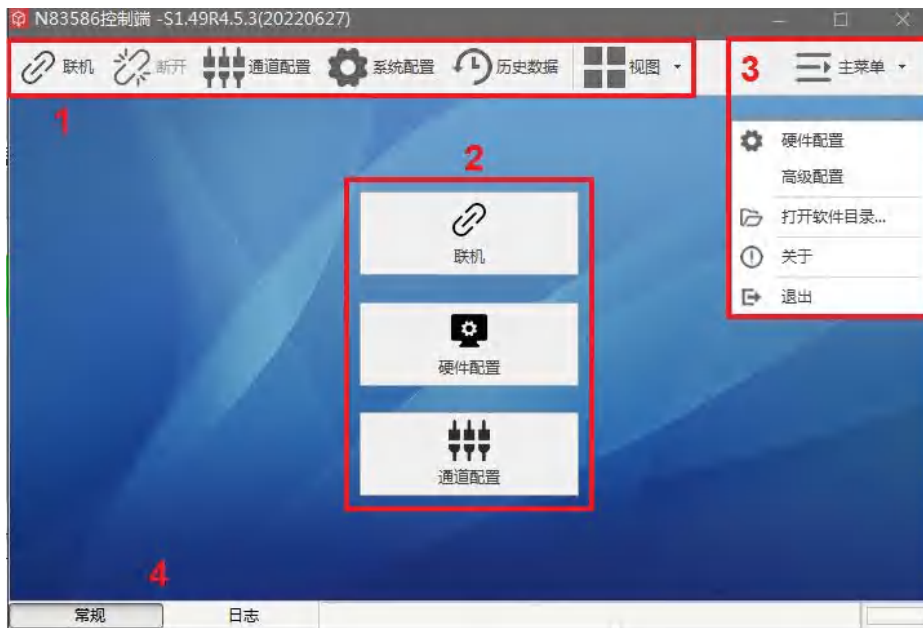 N83586控制端 -S1.49R4.5.3(20220627)
联机 断开 通道配置 系统配置 历史数据 视图 3 主菜单
1
2
硬件配置
高级配置
打开软件目录...
关于
退出
联机
硬件配置
通道配置
4
常规 日志